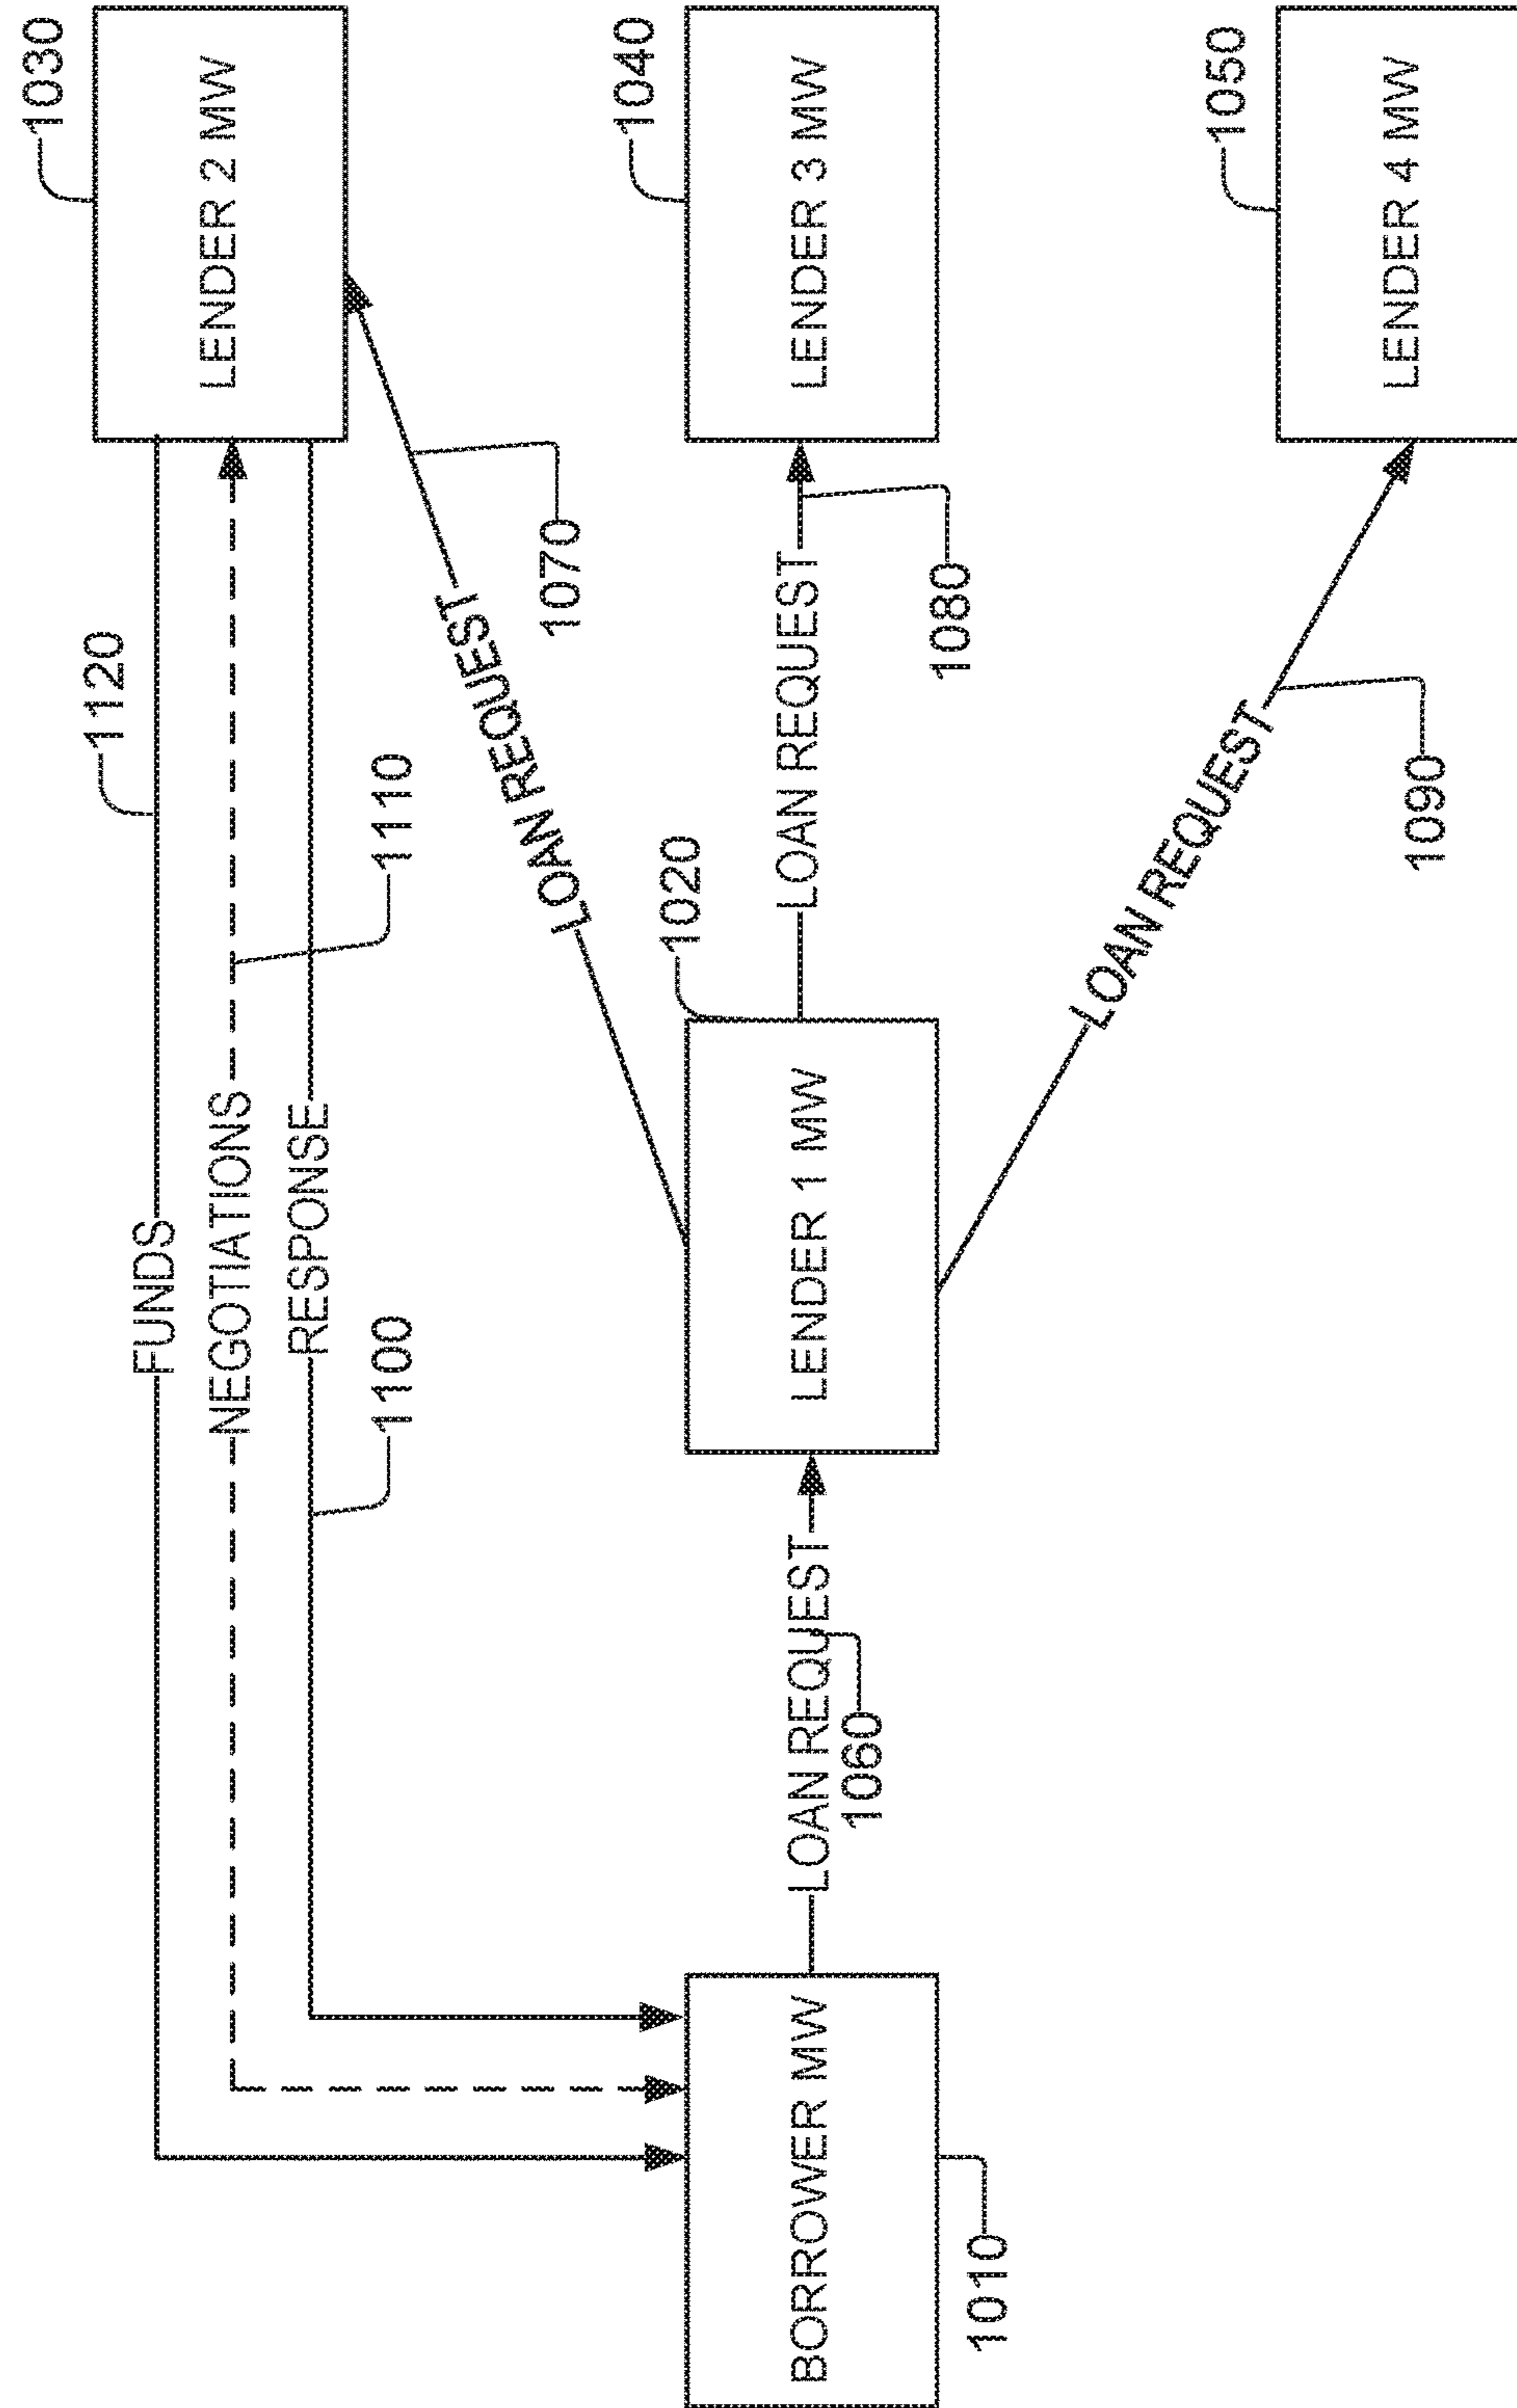 1120
FUNDS
1030
LENDER 2 MW
NEGOTIATIONS
1110
RESPONSE
1100
LOAN REQUEST
1070
1020
1040
BORROWER MW
LOAN REQUEST
LENDER 1 MW
LOAN REQUEST
LENDER 3 MW
1060
1080
1010
LOAN REQUEST
1050
LENDER 4 MW
1090